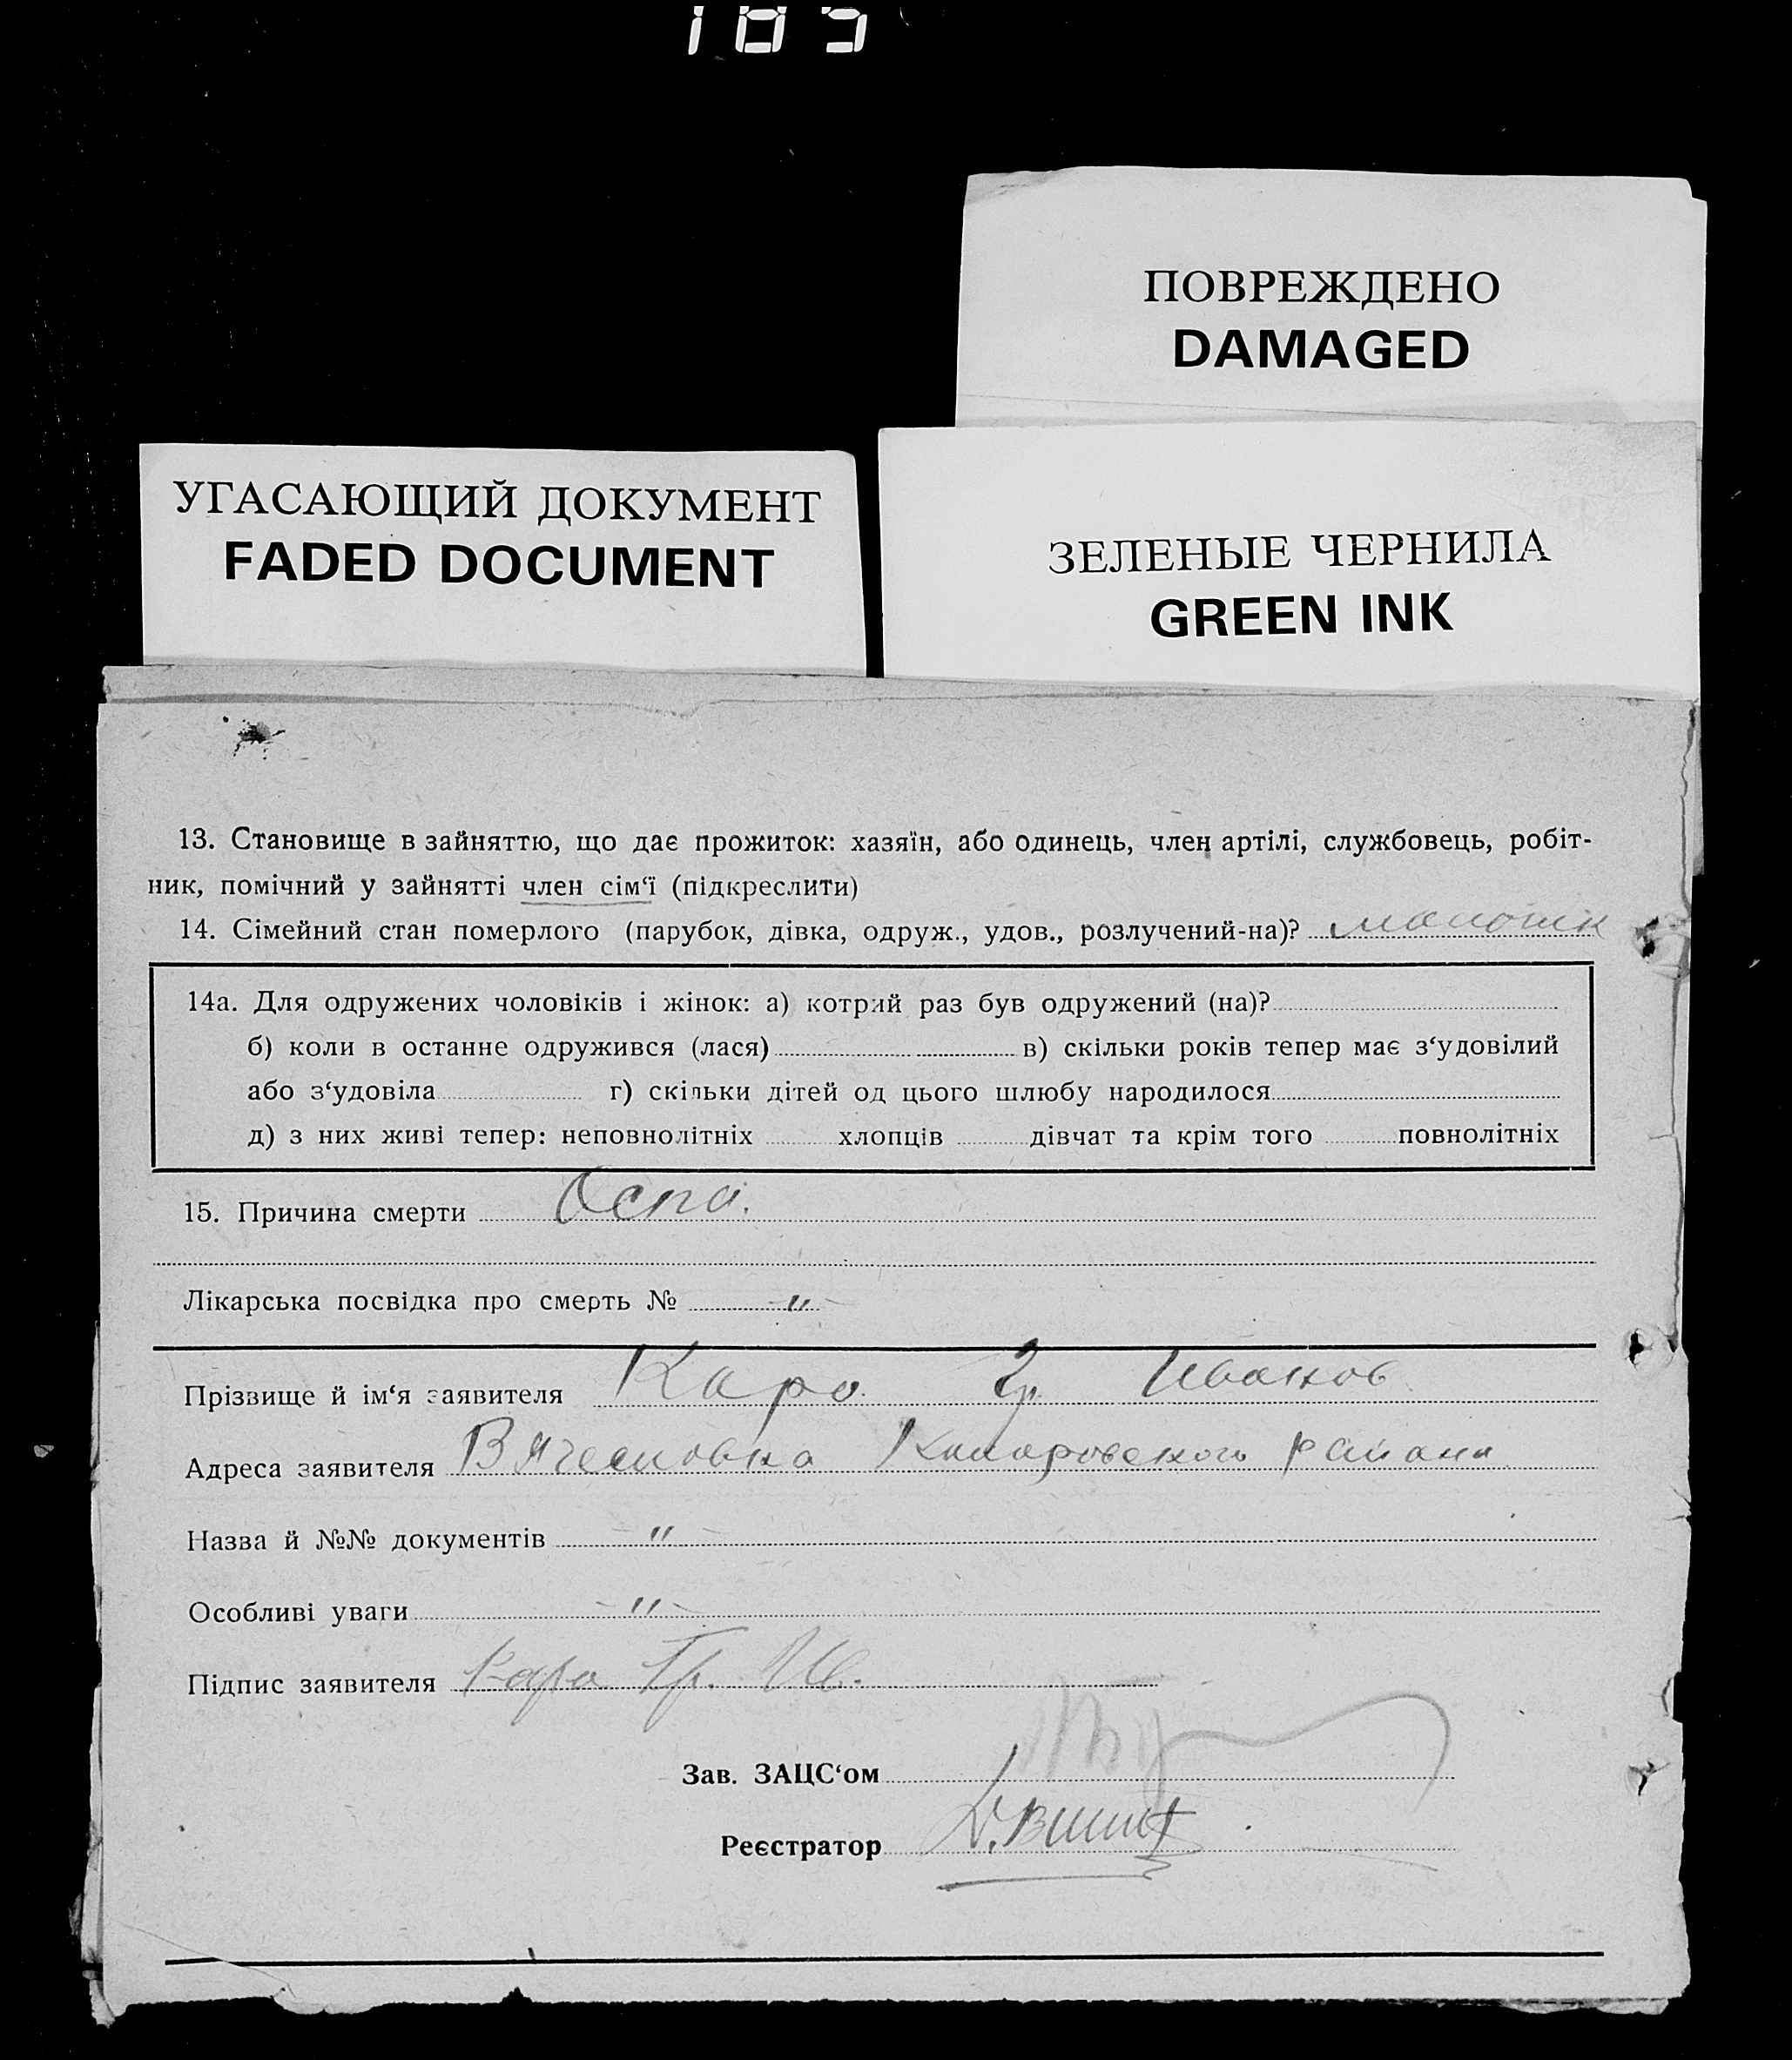 185
ПОВРЕЖДЕНО
DAMAGED
УГАСАЮЩИЙ ДОКУМЕНТ
FADED DOCUMENT
ЗЕЛЕНЫЕ ЧЕРНИЛА
GREEN INK
13. Становище в зайняттю, що дає прожиток: хазяїн, або одинець, член артілі, службовець, робіт-
ник, помічний у зайнятті член сім‘ї (підкреслити)
14. Сімейний стан померлого (парубок, дівка, одруж., удов., розлучений-на)?
14а. Для одружених чоловіків і жінок: а) котрий раз був одружений (на)?
б) коли в останне одружився (лася) в) скільки років тепер має з‘удовілий
або з‘удовіла г) скільки дітей од цього шлюбу народилося
д) з них живі тепер: неповнолітніх хлопців дівчат та крім того повнолітніх
15. Причина смерти Оспа.
Лікарська посвідка про смерть № -"-
Прізвище й ім‘я заявителя Каро Гр. Иванов
Адреса заявителя района
Назва й №№ документів -"-
Особливі уваги -"-
Підпис заявителя Каро Гр. Ив.
Зав. ЗАЦС‘ом
Реєстратор